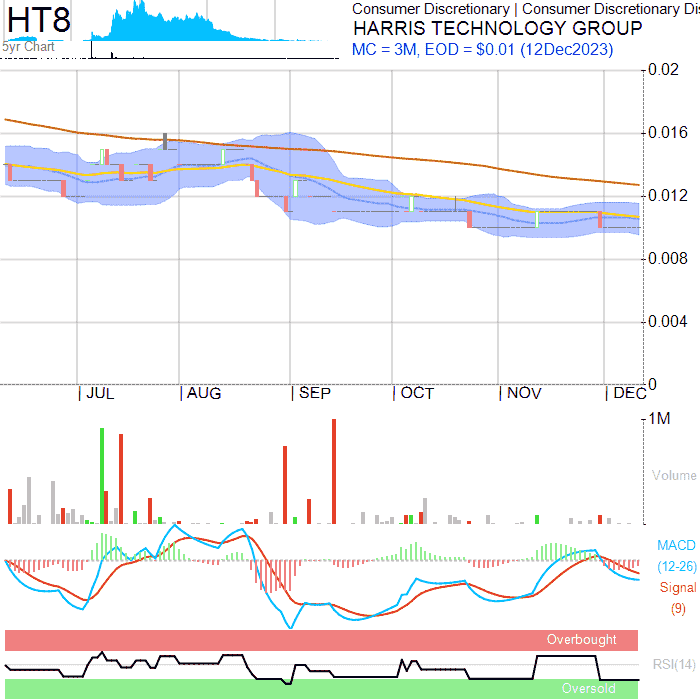 HT8
5yr Chart
Consumer Discretionary | Consumer Discretionary Dis
HARRIS TECHNOLOGY GROUP
MC = 3M, EOD = $0.01 (12Dec2023)
0.02
0.016
0.012
0.008
0.004
0
JUL AUG SEP OCT NOV DEC
1M
Volume
MACD
(12-26)
Signal
(9)
Overbought
RSI(14)
Oversold